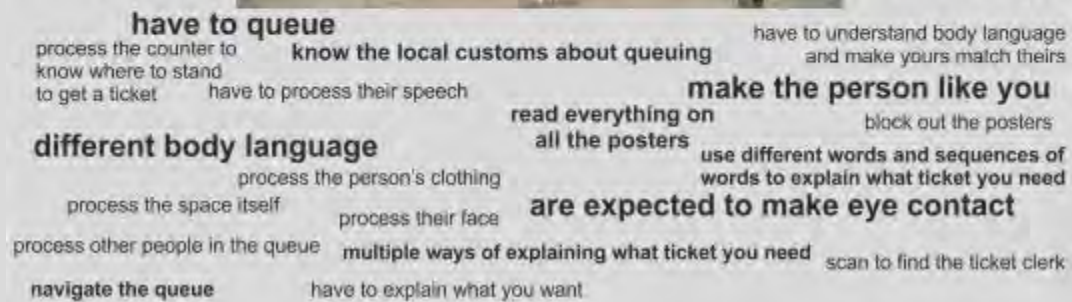 have to queue
process the counter to
know where to stand
to get a ticket
know the local customs about queuing
have to understand body language
and make yours match theirs
have to process their speech
make the person like you
read everything on
all the posters
block out the posters
different body language
use different words and sequences of
words to explain what ticket you need
process the person's clothing
process the space itself
process their face
are expected to make eye contact
process other people in the queue
multiple ways of explaining what ticket you need
scan to find the ticket clerk
navigate the queue
have to explain what you want